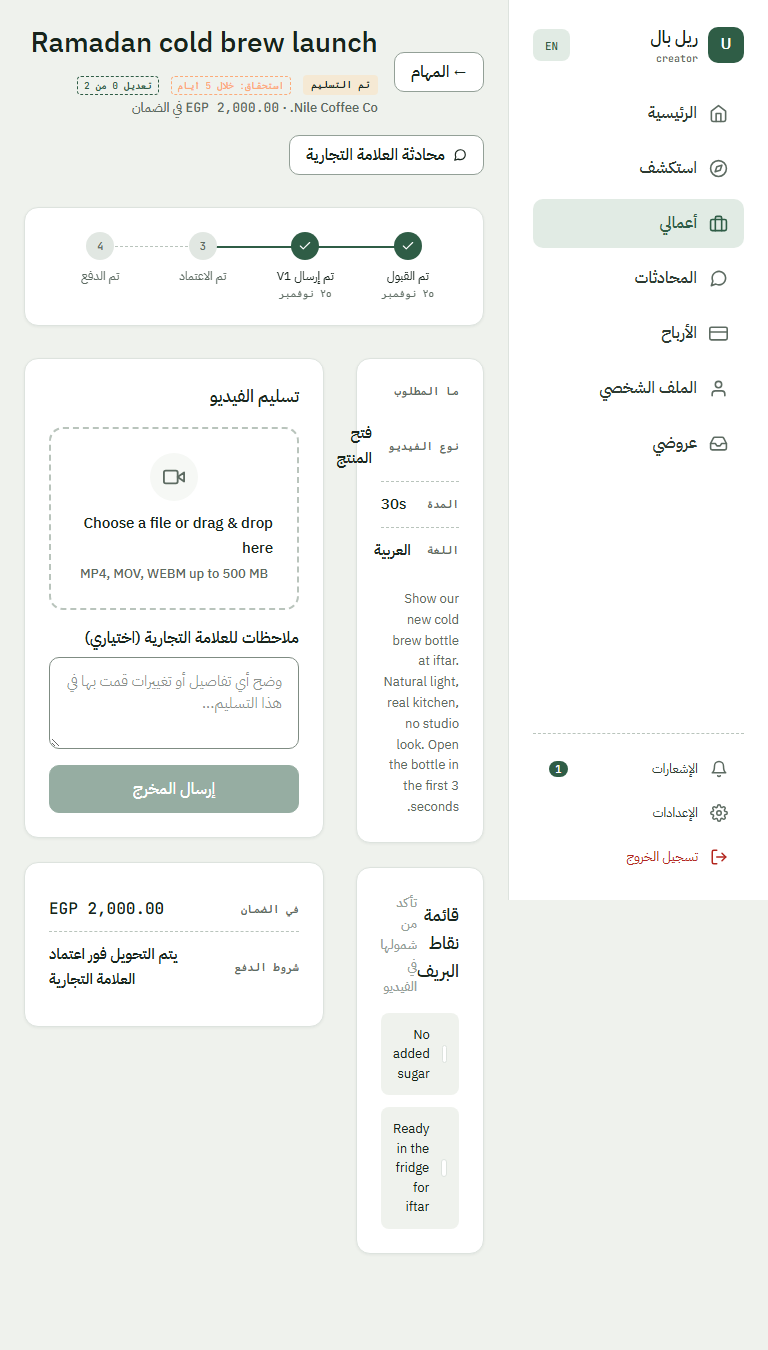 U
ريل بال
creator
EN
الرئيسية
استكشف
أعمالي
المحادثات
الأرباح
الملف الشخصي
عروضي
الإشعارات
1
الإعدادات
تسجيل الخروج
← المهام
Ramadan cold brew launch
تم التسليم
استحقاق: خلال 5 أيام
تعديل 0 من 2
Nile Coffee Co. · EGP 2,000.00 في الضمان
محادثة العلامة التجارية
تم القبول
٢٥ نوفمبر
تم إرسال V1
٢٥ نوفمبر
3
تم الاعتماد
4
تم الدفع
ما المطلوب
نوع الفيديو
فتح
المنتج
المدة
30s
اللغة
العربية
Show our
new cold
brew bottle
at iftar.
Natural light,
real kitchen,
no studio
look. Open
the bottle in
the first 3
seconds.
قائمة
نقاط
البريف
تأكد
من
شمولها
في
الفيديو
No
added
sugar
Ready
in the
fridge
for
iftar
تسليم الفيديو
Choose a file or drag & drop
here
MP4, MOV, WEBM up to 500 MB
ملاحظات للعلامة التجارية (اختياري)
وضح أي تفاصيل أو تغييرات قمت بها في
هذا التسليم...
إرسال المخرج
في الضمان
EGP 2,000.00
شروط الدفع
يتم التحويل فور اعتماد
العلامة التجارية